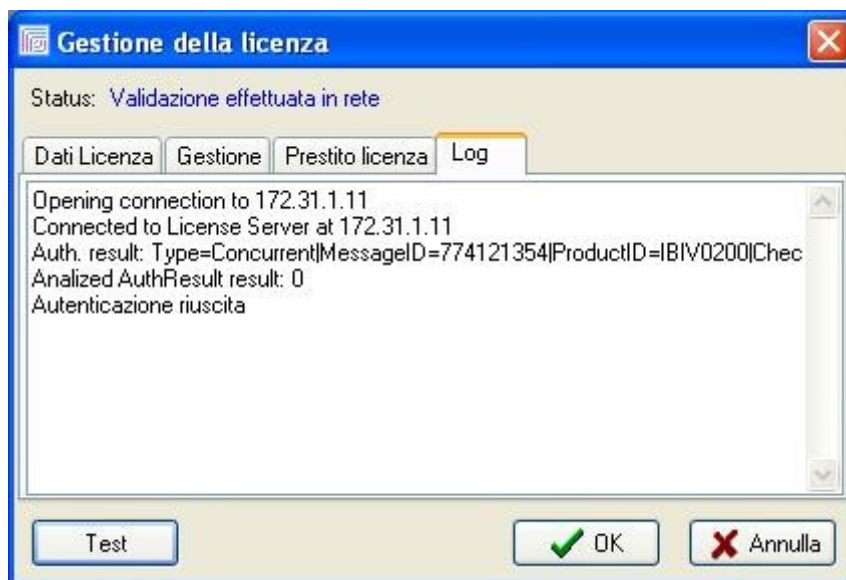 Gestione della licenza
Status: Validazione effettuata in rete
Dati Licenza Gestione Prestito licenza Log
Opening connection to 172.31.1.11
Connected to License Server at 172.31.1.11
Auth. result: Type=Concurrent|MessageID=774121354|ProductID=IBIV0200|Chec
Analized AuthResult result: 0
Autenticazione riuscita
Test OK Annulla